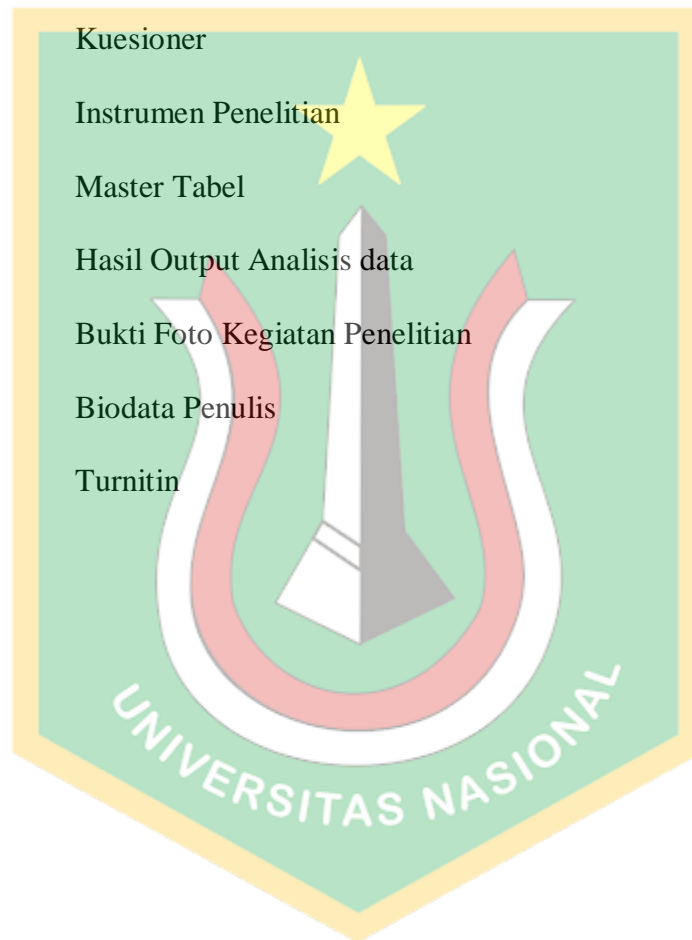 Kuesioner
Instrumen Penelitian
Master Tabel
Hasil Output Analisis data
Bukti Foto Kegiatan Penelitian
Biodata Penulis
Turnitin
UNIVERSITAS NASIONAL